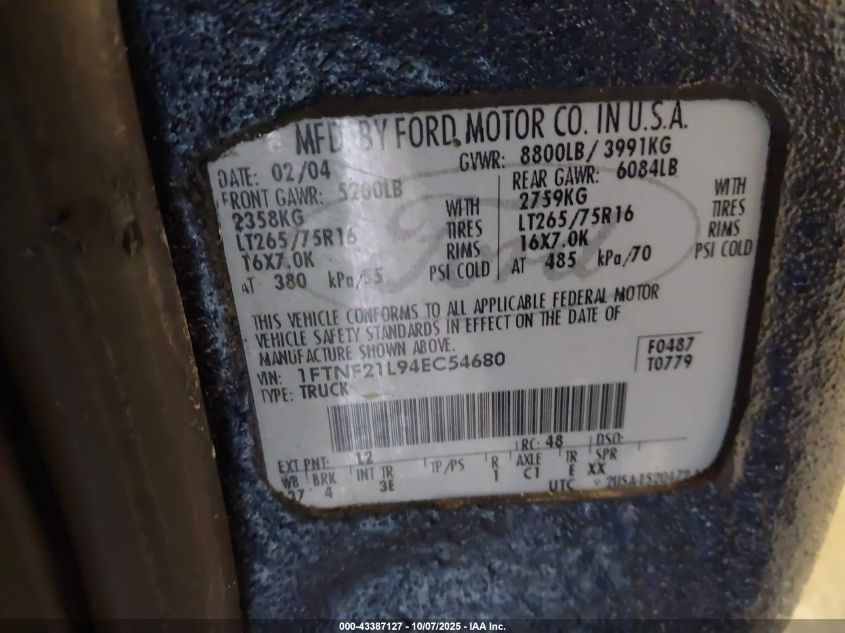 MFD. BY FORD MOTOR CO. IN U.S.A.
DATE: 02/04 GVWR: 8800LB/3991KG
FRONT GAWR: 5200LB REAR GAWR: 6084LB
2358KG WITH 2759KG WITH
LT265/75R16 TIRES LT265/75R16 TIRES
16X7.0K RIMS 16X7.0K RIMS
AT 380 kPa/55 PSI COLD AT 485 kPa/70 PSI COLD
Ford
THIS VEHICLE CONFORMS TO ALL APPLICABLE FEDERAL MOTOR
VEHICLE SAFETY STANDARDS IN EFFECT ON THE DATE OF
MANUFACTURE SHOWN ABOVE.
VIN: 1FTNF21L94EC54680 F0487
TYPE: TRUCK T0779
EXT PNT: L2 RC: 48 DSO:
WB BRK INT TR TP/PS R AXLE TR SPR
37 4 3E 1 C1 E XX
UTC
000-43387127 - 10/07/2025 - IAA Inc.